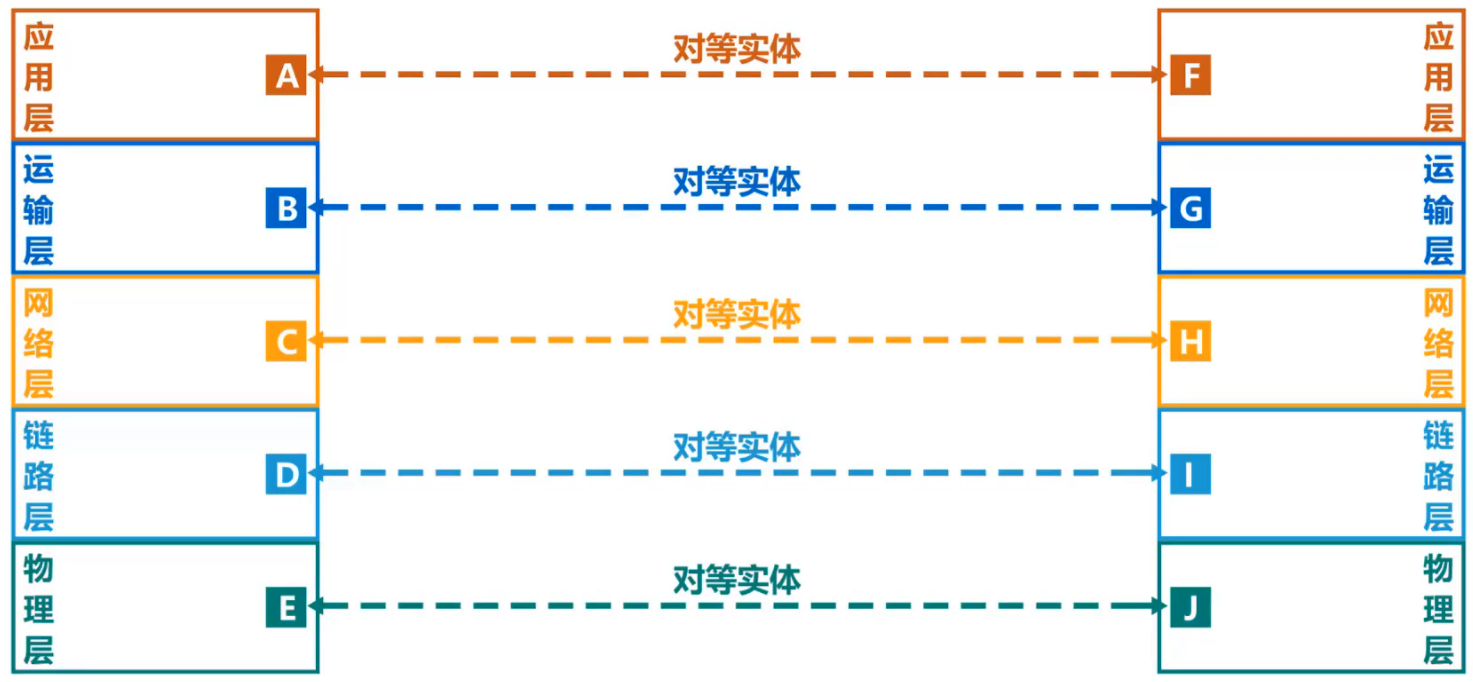 应用层 A 对等实体 F 应用层
运输层 B 对等实体 G 运输层
网络层 C 对等实体 H 网络层
链路层 D 对等实体 I 链路层
物理层 E 对等实体 J 物理层